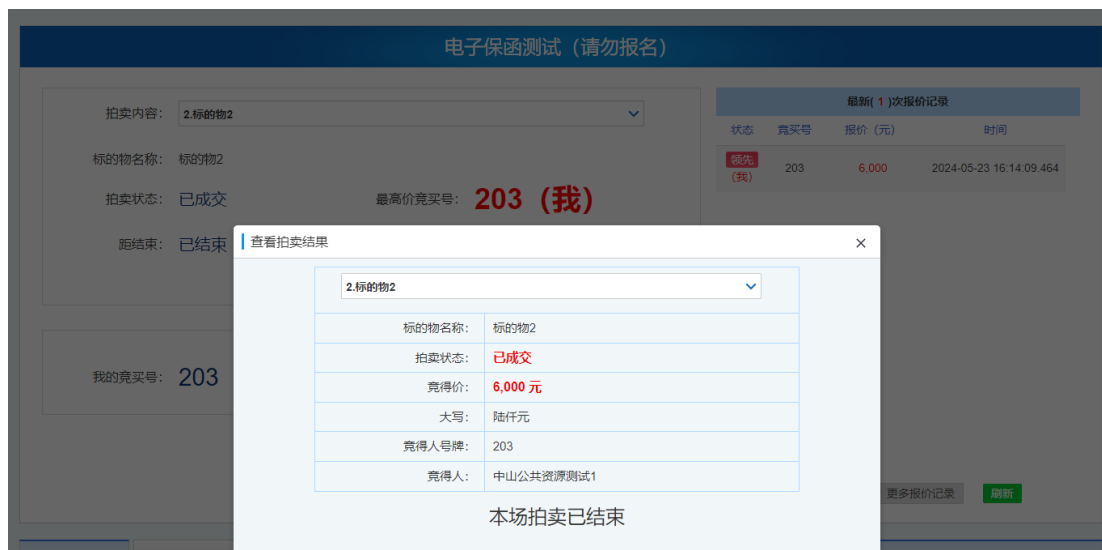 电子保函测试（请勿报名）
拍卖内容： 2.标的物2
标的物名称： 标的物2
拍卖状态： 已成交 最高价竞买号： 203（我）
距结束： 已结束
我的竞买号： 203
最新( 1 )次报价记录
状态 竞买号 报价（元） 时间
领先 (我) 203 6,000 2024-05-23 16:14:09.464
查看拍卖结果 ×
2.标的物2
标的物名称： 标的物2
拍卖状态： 已成交
竞得价： 6,000 元
大写： 陆仟元
竞得人号牌： 203
竞得人： 中山公共资源测试1
本场拍卖已结束
更多报价记录 刷新